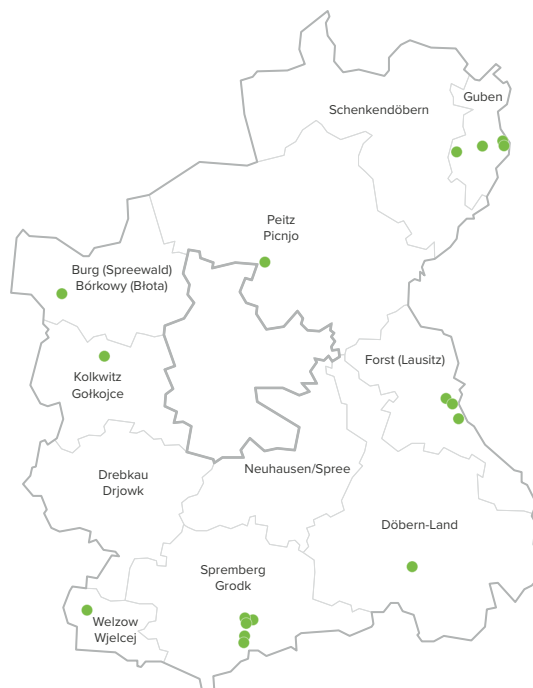 Guben
Schenkendöbern
Peitz
Picnjo
Burg (Spreewald)
Bórkowy (Błota)
Forst (Lausitz)
Kolkwitz
Gołkojce
Neuhausen/Spree
Drebkau
Drjowk
Döbern-Land
Spremberg
Grodk
Welzow
Wjelcej